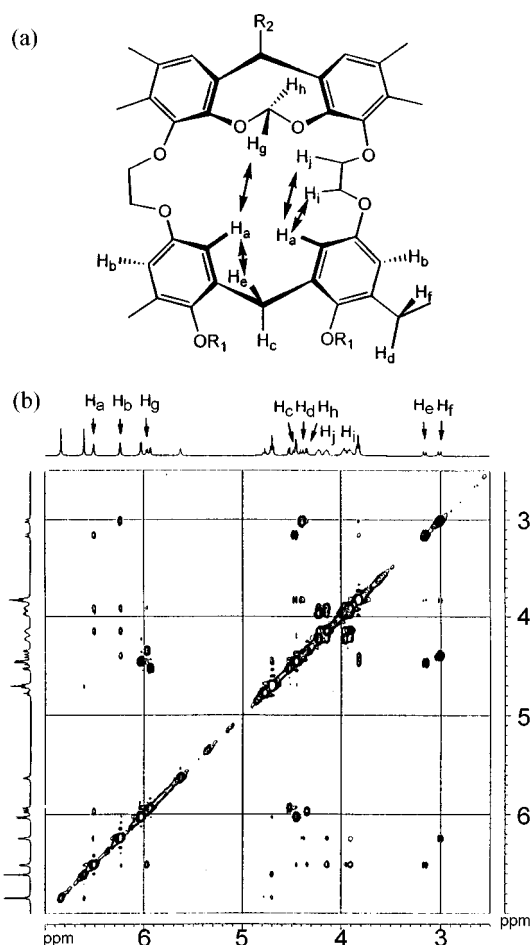 (a)
R2
Hh
O O
Hg
O Hj O
Hi
O O
Ha Ha
Hb Hb
He Hf
OR1 Hc OR1
Hd
(b)
Ha Hb Hg Hc Hd Hh He Hf
Hj Hi
3
4
5
6
ppm
ppm 6 5 4 3